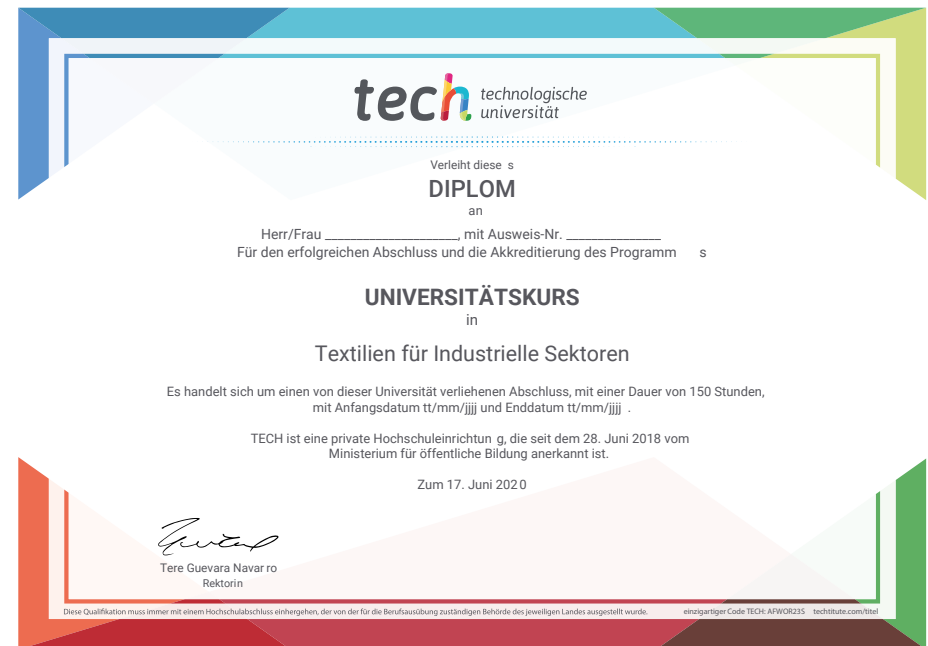 tech technologische
universität
Verleiht diese s
DIPLOM
an
Herr/Frau ____________________, mit Ausweis-Nr. ______________
Für den erfolgreichen Abschluss und die Akkreditierung des Programm s
UNIVERSITÄTSKURS
in
Textilien für Industrielle Sektoren
Es handelt sich um einen von dieser Universität verliehenen Abschluss, mit einer Dauer von 150 Stunden,
mit Anfangsdatum tt/mm/jjjj und Enddatum tt/mm/jjjj .
TECH ist eine private Hochschuleinrichtun g, die seit dem 28. Juni 2018 vom
Ministerium für öffentliche Bildung anerkannt ist.
Zum 17. Juni 2020
Tere Guevara Navar ro
Rektorin
Diese Qualifikation muss immer mit einem Hochschulabschluss einhergehen, der von der für die Berufsausübung zuständigen Behörde des jeweiligen Landes ausgestellt wurde. einzigartiger Code TECH: AFWOR23S techtitute.com/titel